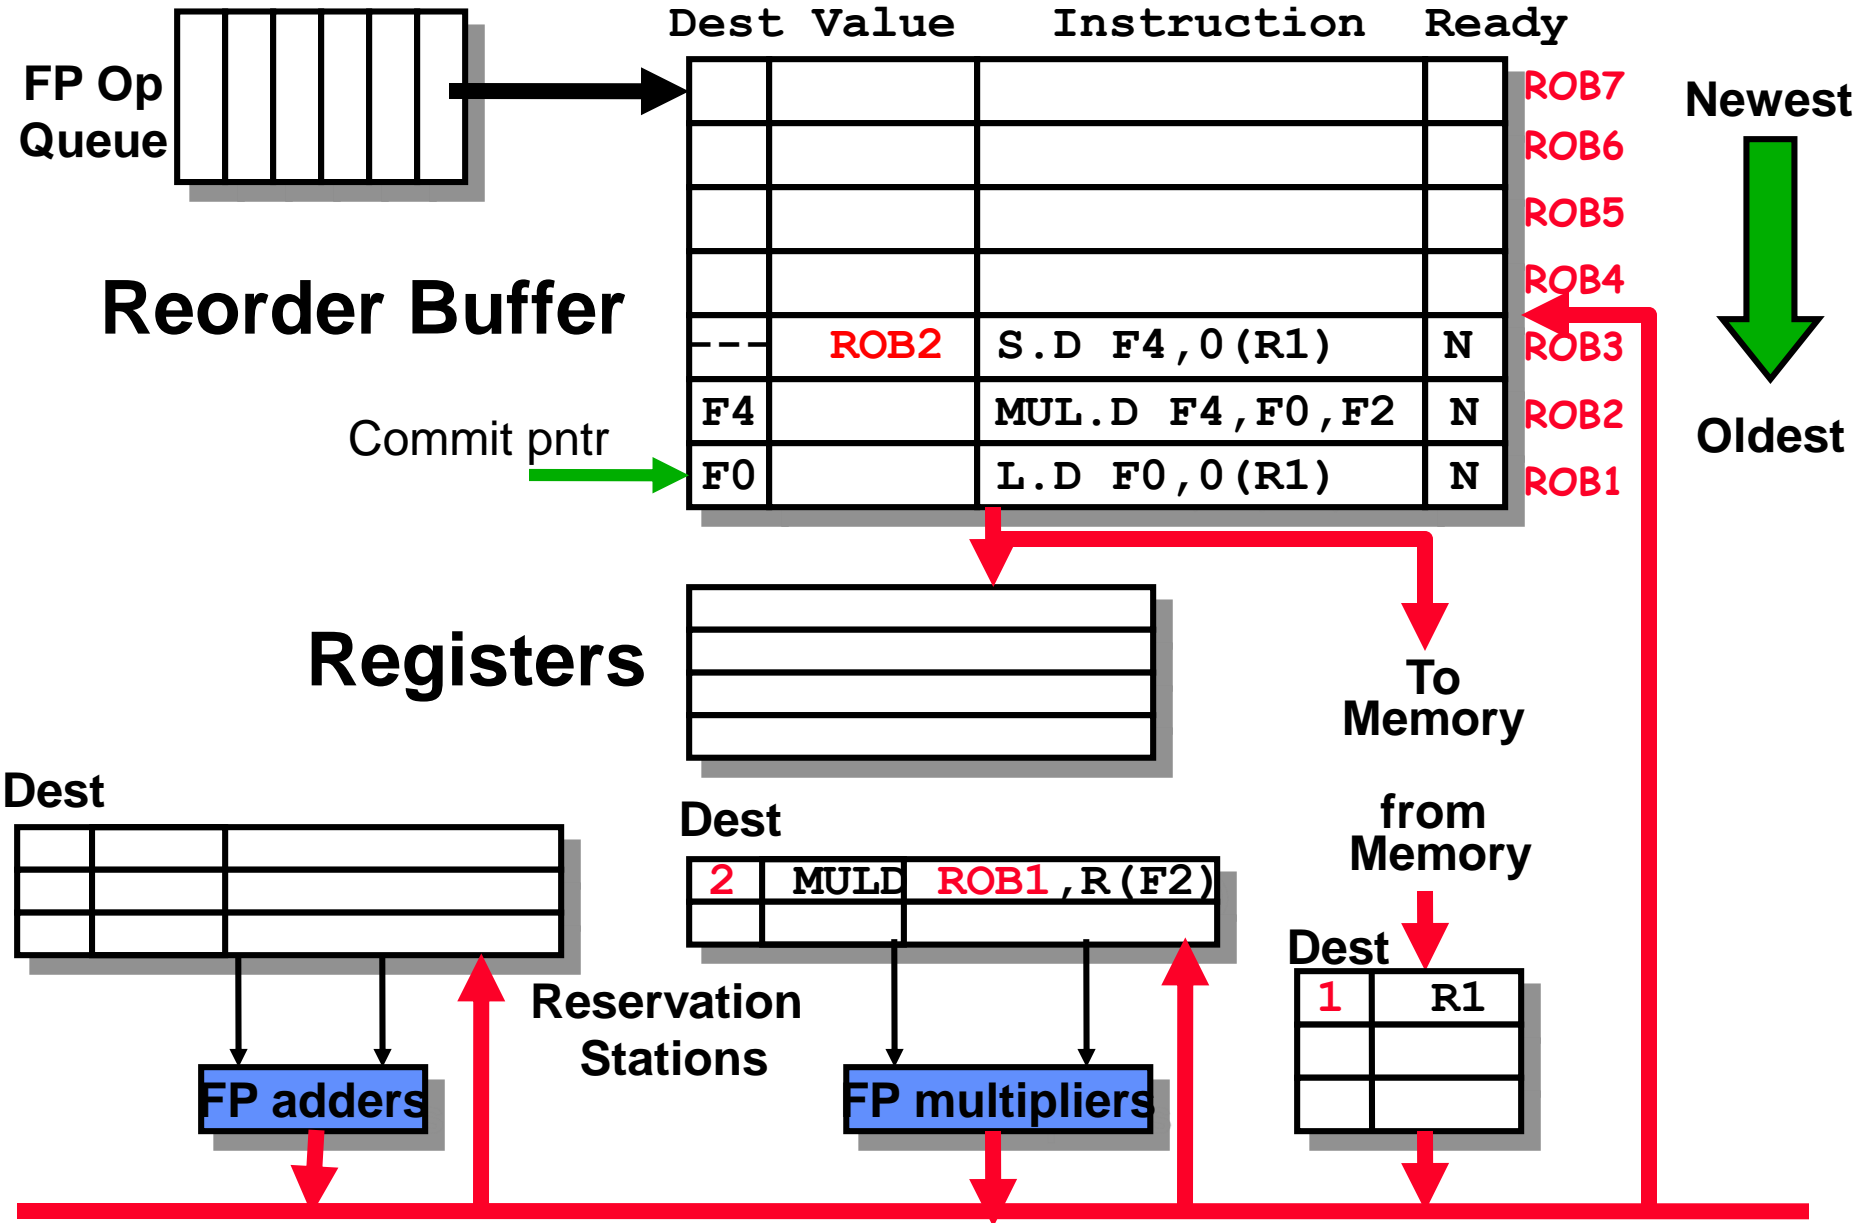 Dest Value Instruction Ready
FP Op
Queue
ROB7
Newest
ROB6
ROB5
ROB4
Reorder Buffer
--- ROB2 S.D F4,0(R1) N ROB3
F4 MUL.D F4,F0,F2 N ROB2
Oldest
Commit pntr
F0 L.D F0,0(R1) N ROB1
Registers
To
Memory
Dest
Dest
from
Memory
2 MULD ROB1,R(F2)
Dest
1 R1
Reservation
Stations
FP adders
FP multipliers